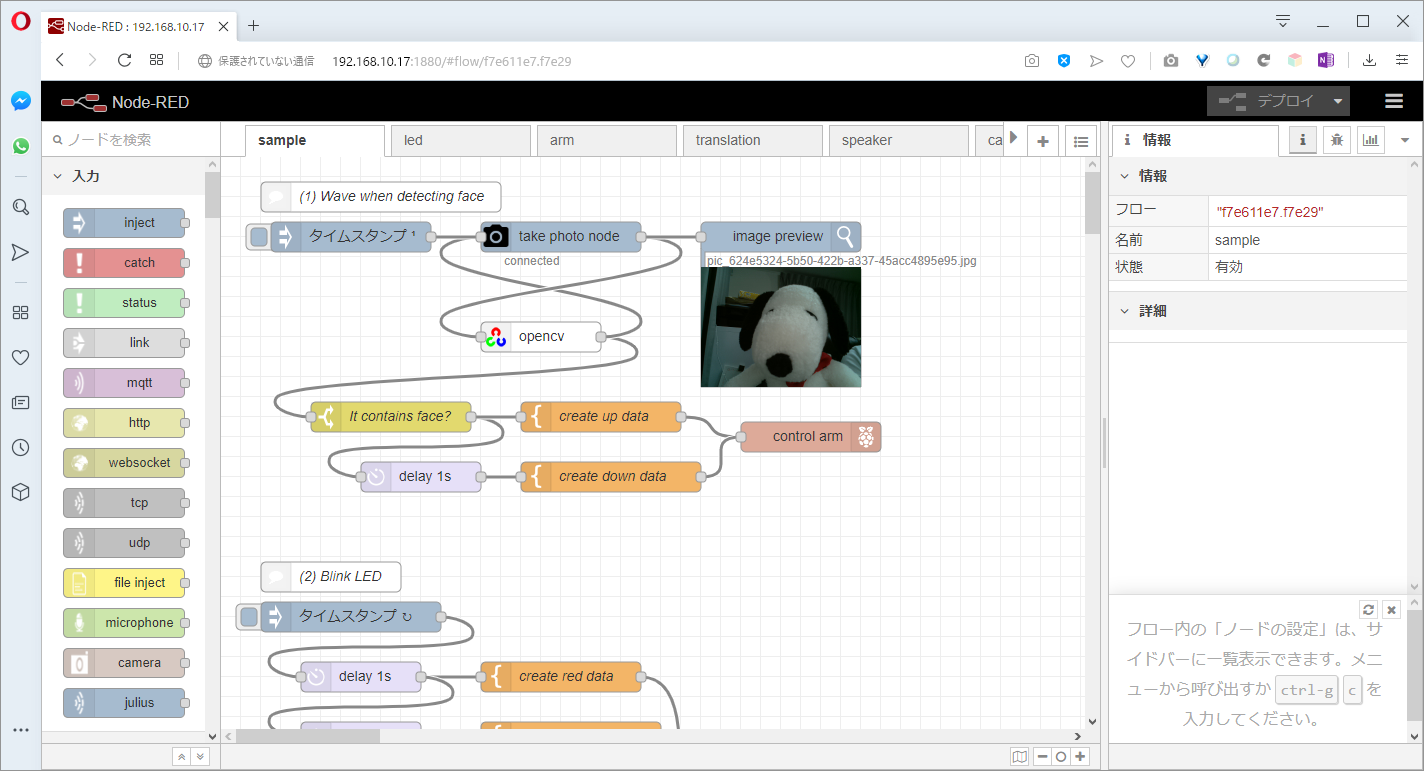 Node-RED : 192.168.10.17
保護されていない通信 192.168.10.17:1880/#flow/f7e611e7.f7e29
Node-RED
デプロイ
ノードを検索
sample
led
arm
translation
speaker
ca
情報
入力
inject
catch
status
link
mqtt
http
websocket
tcp
udp
file inject
microphone
camera
julius
(1) Wave when detecting face
タイムスタンプ ¹
take photo node
image preview
connected
pic_624e5324-5b50-422b-a337-45acc4895e95.jpg
opencv
It contains face?
create up data
control arm
delay 1s
create down data
(2) Blink LED
タイムスタンプ ↻
delay 1s
create red data
情報
フロー "f7e611e7.f7e29"
名前 sample
状態 有効
詳細
フロー内の「ノードの設定」は、サ
イドバーに一覧表示できます。メニ
ューから呼び出すか ctrl-g c を
入力してください。